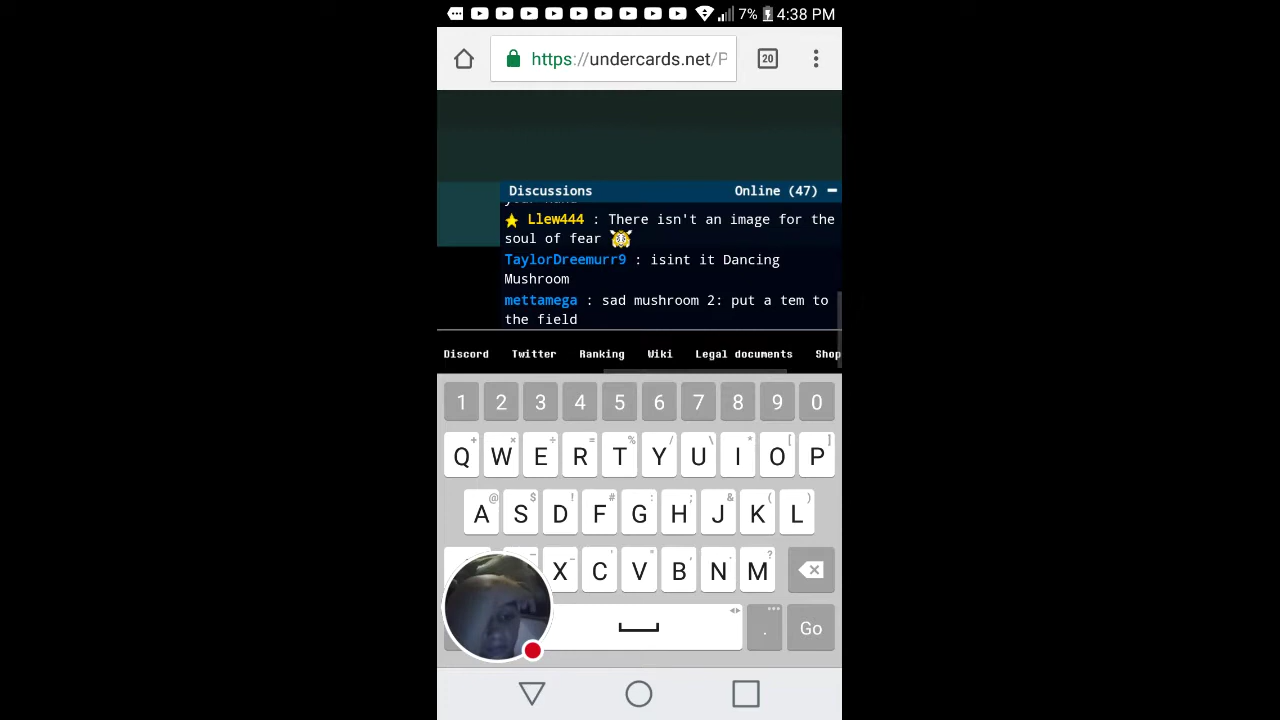 7% 4:38 PM
https://undercards.net/P
20
Discussions Online (47)
Llew444 : There isn't an image for the
soul of fear
TaylorDreemurr9 : isint it Dancing
Mushroom
mettamega : sad mushroom 2: put a tem to
the field
Discord Twitter Ranking Wiki Legal documents Shop
1 2 3 4 5 6 7 8 9 0
Q W E R T Y U I O P
A S D F G H J K L
X C V B N M
. Go